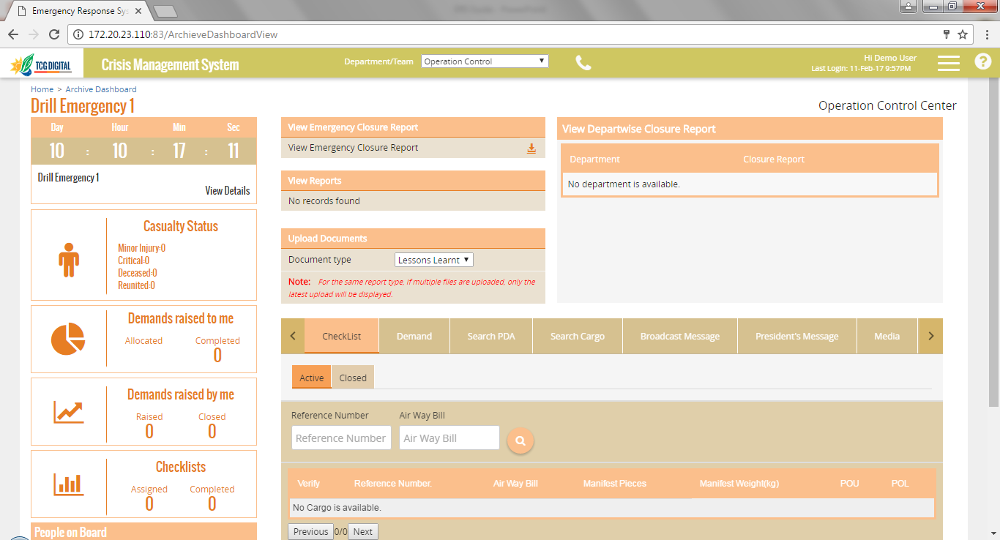 Emergency Response Sys
172.20.23.110:83/ArchieveDashboardView
TCG DIGITAL
Crisis Management System
Department/Team
Operation Control
Hi Demo User
Last Login: 11-Feb-17 9:57PM
?
Home > Archive Dashboard
Drill Emergency 1
Operation Control Center
Day Hour Min Sec
10 : 10 : 17 : 11
Drill Emergency 1
View Details
Casualty Status
Minor Injury:0
Critical:0
Deceased:0
Reunited:0
Demands raised to me
Allocated Completed
0
Demands raised by me
Raised Closed
0 0
Checklists
Assigned Completed
0 0
People on Board
View Emergency Closure Report
View Emergency Closure Report
View Reports
No records found
Upload Documents
Document type Lessons Learnt
Note: For the same report type, if multiple files are uploaded, only the
latest upload will be displayed.
View Departwise Closure Report
Department Closure Report
No department is available.
CheckList Demand Search PDA Search Cargo Broadcast Message President's Message Media
Active Closed
Reference Number Air Way Bill
Reference Number Air Way Bill
Verify Reference Number. Air Way Bill Manifest Pieces Manifest Weight(kg) POU POL
No Cargo is available.
Previous 0/0 Next